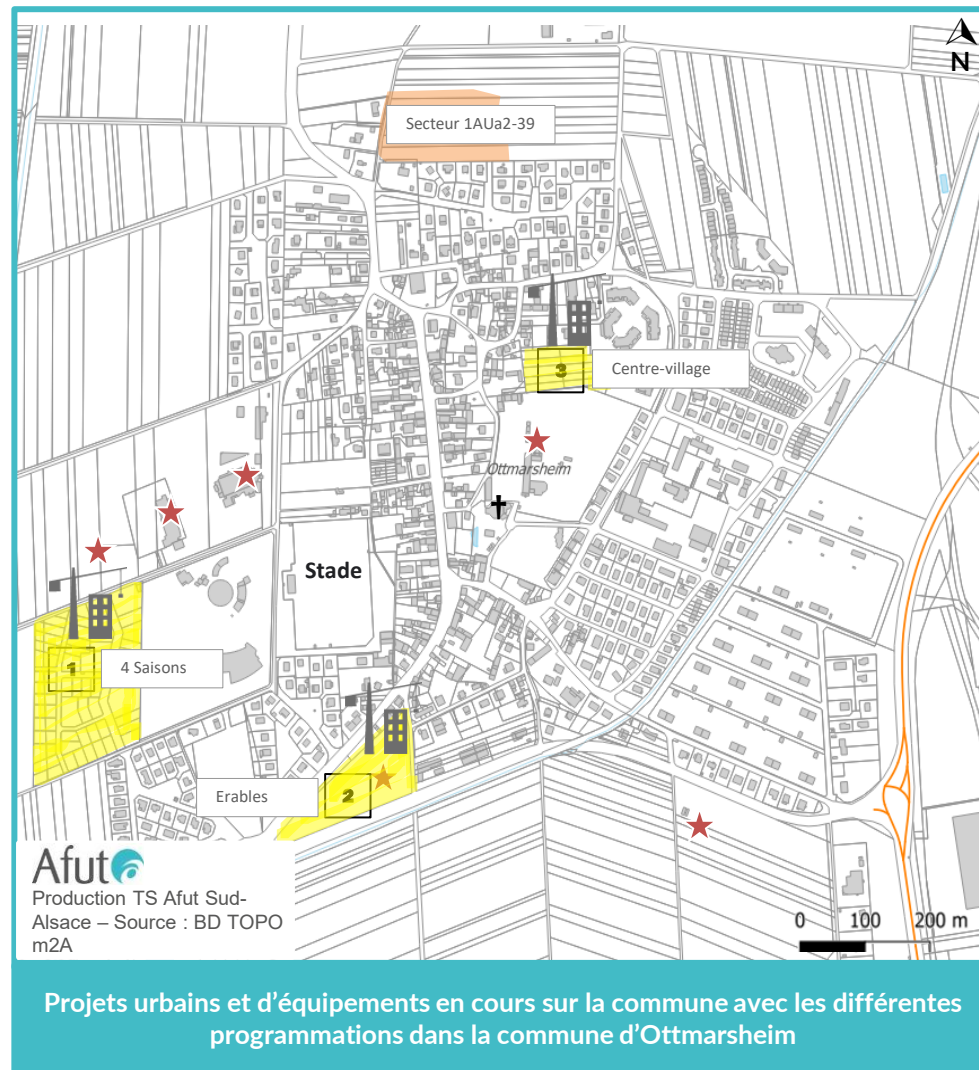 N
Secteur 1AUa2-39
3
Centre-village
Ottmarsheim
Stade
1
4 Saisons
Erables
2
Afut
Production TS Afut Sud-
Alsace – Source : BD TOPO
m2A
0 100 200 m
Projets urbains et d'équipements en cours sur la commune avec les différentes
programmations dans la commune d'Ottmarsheim